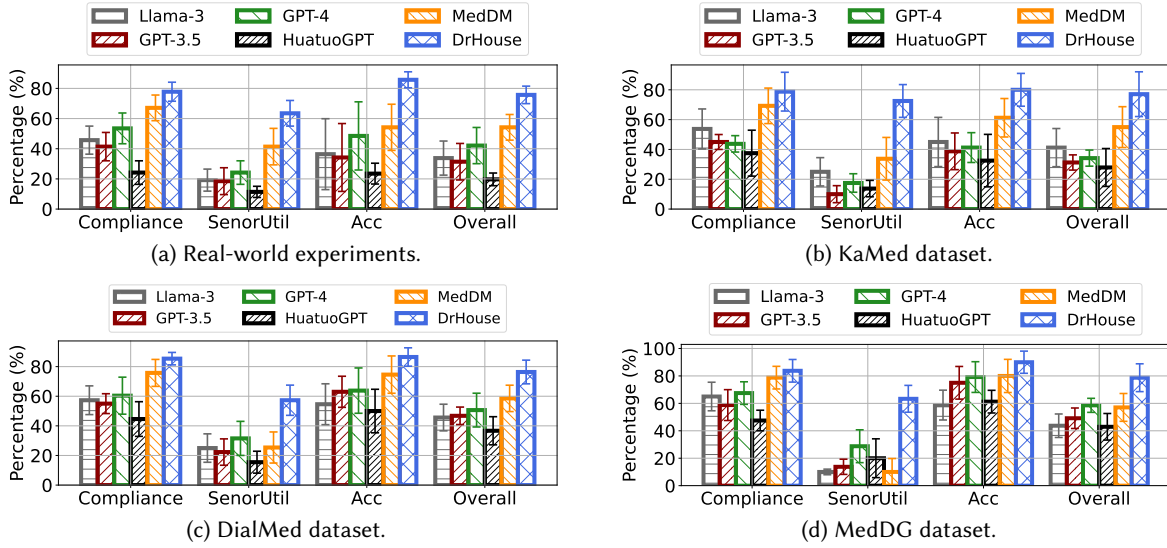 Llama-3 GPT-4 MedDM
GPT-3.5 HuatuoGPT DrHouse
Percentage (%)
80
60
40
20
0
Compliance SenorUtil Acc Overall
(a) Real-world experiments.
Llama-3 GPT-4 MedDM
GPT-3.5 HuatuoGPT DrHouse
Percentage (%)
80
60
40
20
0
Compliance SenorUtil Acc Overall
(b) KaMed dataset.
Llama-3 GPT-4 MedDM
GPT-3.5 HuatuoGPT DrHouse
Percentage (%)
80
60
40
20
0
Compliance SenorUtil Acc Overall
(c) DialMed dataset.
Llama-3 GPT-4 MedDM
GPT-3.5 HuatuoGPT DrHouse
Percentage (%)
100
80
60
40
20
0
Compliance SenorUtil Acc Overall
(d) MedDG dataset.